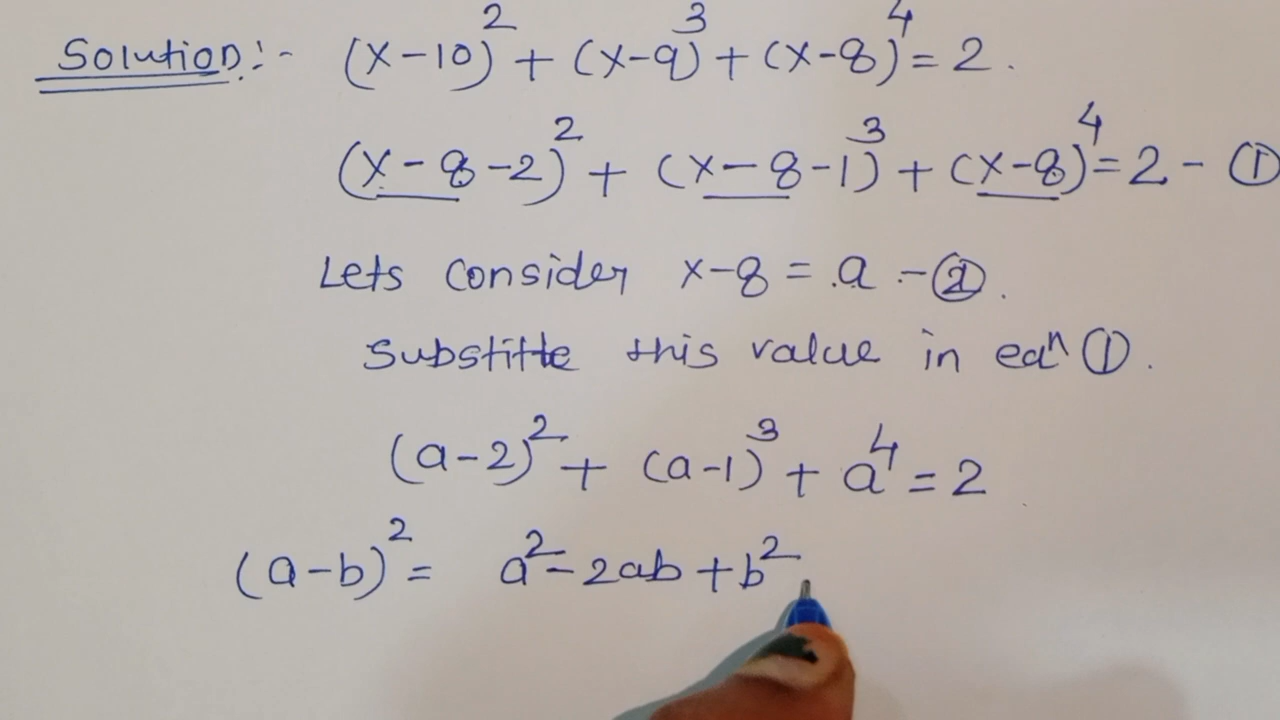 Solution:- (x-10)² + (x-9)³ + (x-8)⁴ = 2.
(x-8-2)² + (x-8-1)³ + (x-8)⁴ = 2 - ①
Lets consider x-8 = a - ②.
Substitte this value in eqⁿ ①.
(a-2)² + (a-1)³ + a⁴ = 2
(a-b)² = a² - 2ab + b²